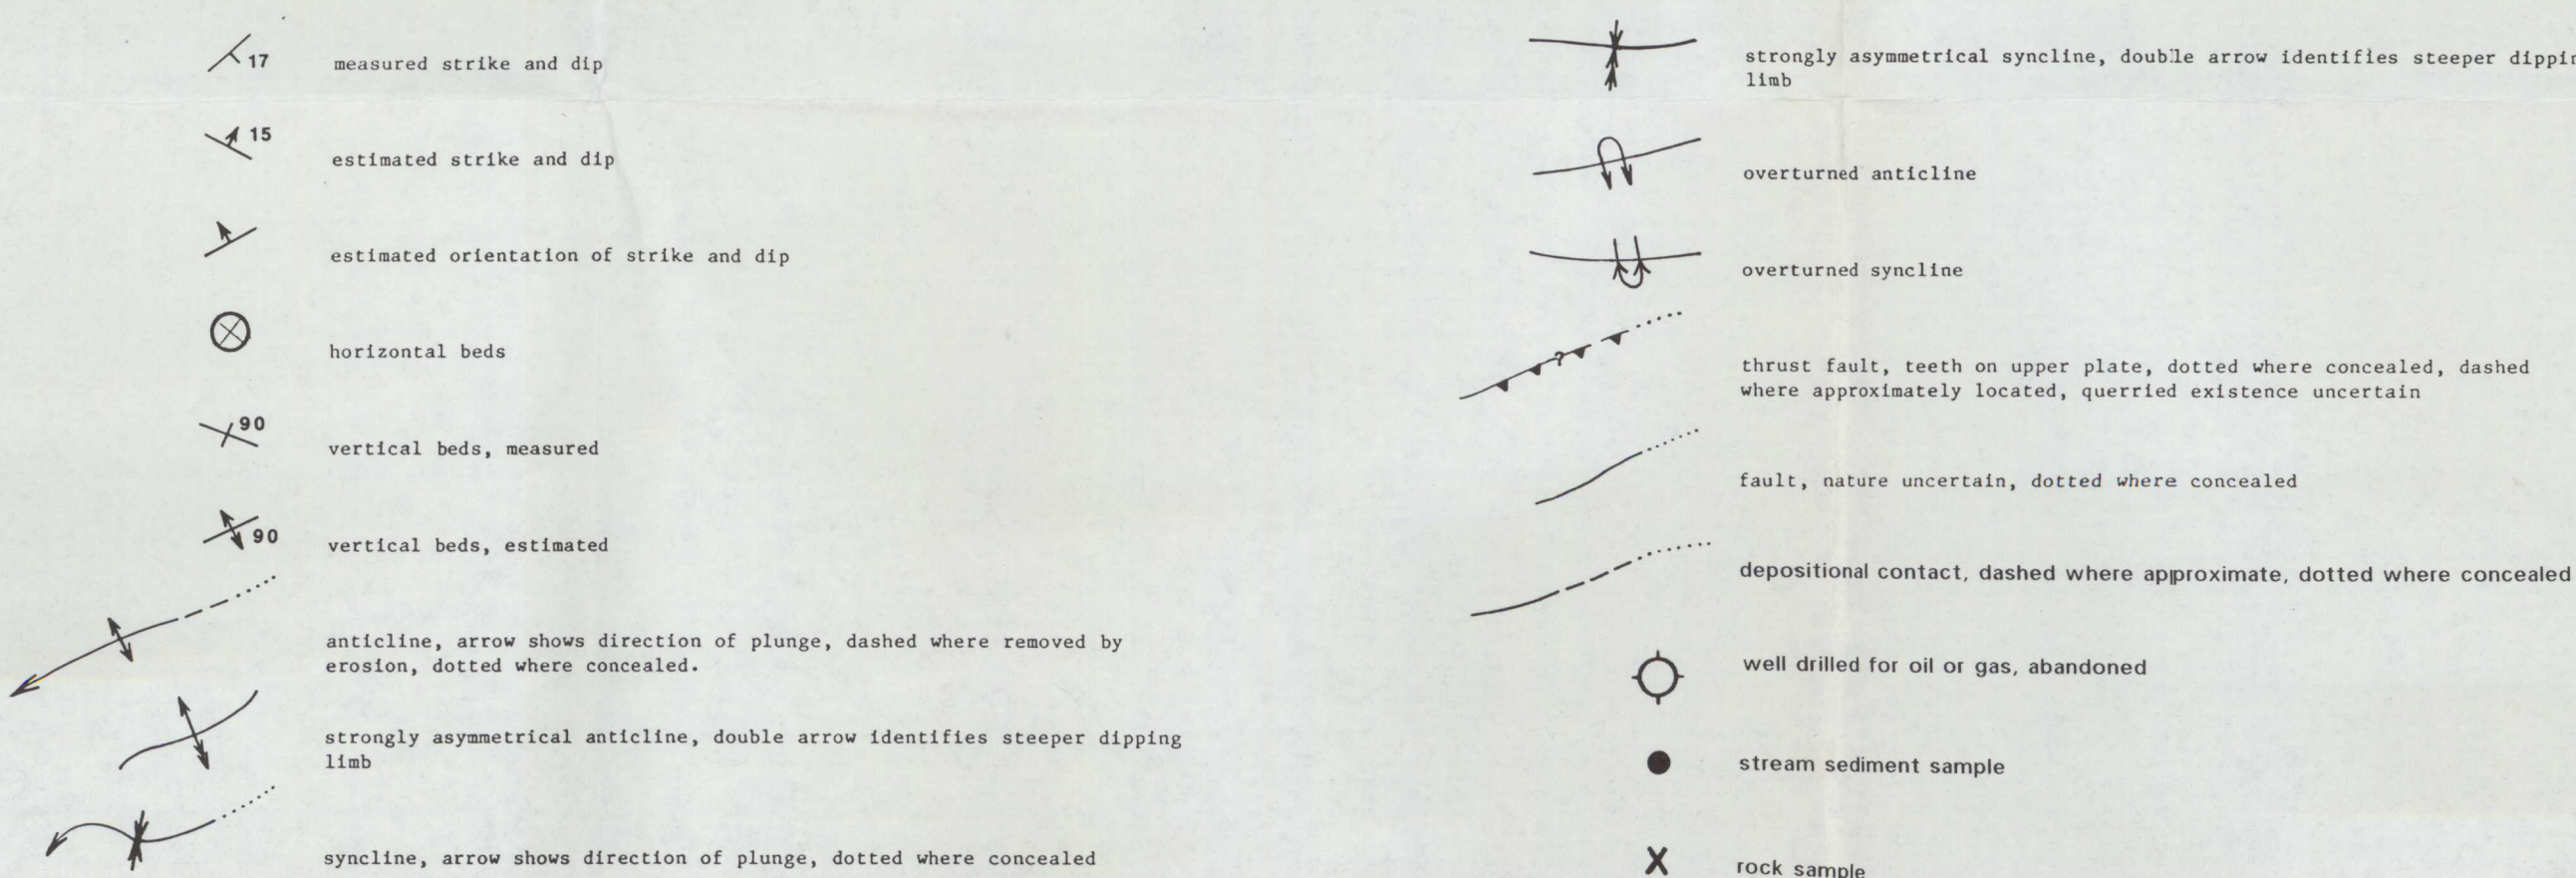 17 measured strike and dip
15 estimated strike and dip
estimated orientation of strike and dip
horizontal beds
90 vertical beds, measured
90 vertical beds, estimated
anticline, arrow shows direction of plunge, dashed where removed by
erosion, dotted where concealed.
strongly asymmetrical anticline, double arrow identifies steeper dipping
limb
syncline, arrow shows direction of plunge, dotted where concealed
strongly asymmetrical syncline, double arrow identifies steeper dippin
limb
overturned anticline
overturned syncline
?
thrust fault, teeth on upper plate, dotted where concealed, dashed
where approximately located, querried existence uncertain
fault, nature uncertain, dotted where concealed
depositional contact, dashed where approximate, dotted where concealed
well drilled for oil or gas, abandoned
stream sediment sample
X rock sample